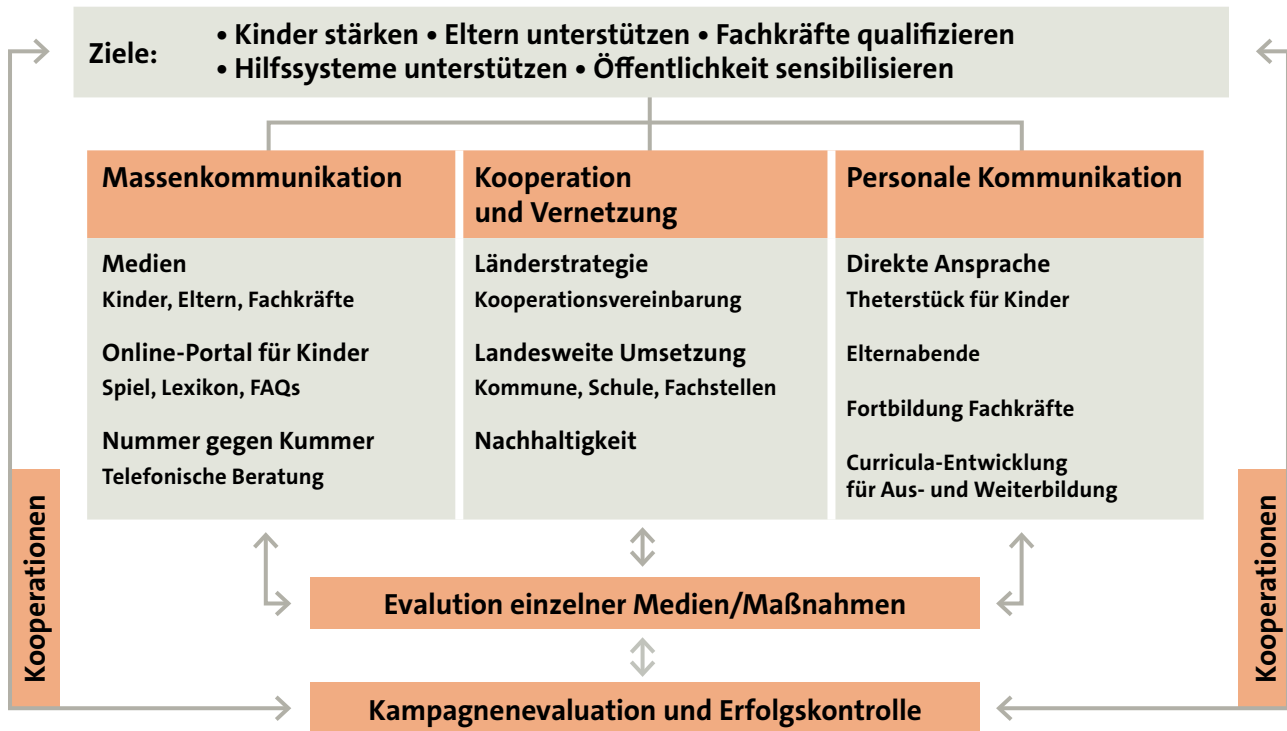 Ziele:
• Kinder stärken • Eltern unterstützen • Fachkräfte qualifizieren
• Hilfssysteme unterstützen • Öffentlichkeit sensibilisieren
Massenkommunikation
Medien
Kinder, Eltern, Fachkräfte
Online-Portal für Kinder
Spiel, Lexikon, FAQs
Nummer gegen Kummer
Telefonische Beratung
Kooperation
und Vernetzung
Länderstrategie
Kooperationsvereinbarung
Landesweite Umsetzung
Kommune, Schule, Fachstellen
Nachhaltigkeit
Personale Kommunikation
Direkte Ansprache
Theterstück für Kinder
Elternabende
Fortbildung Fachkräfte
Curricula-Entwicklung
für Aus- und Weiterbildung
Kooperationen
Kooperationen
Evalution einzelner Medien/Maßnahmen
Kampagnenevaluation und Erfolgskontrolle